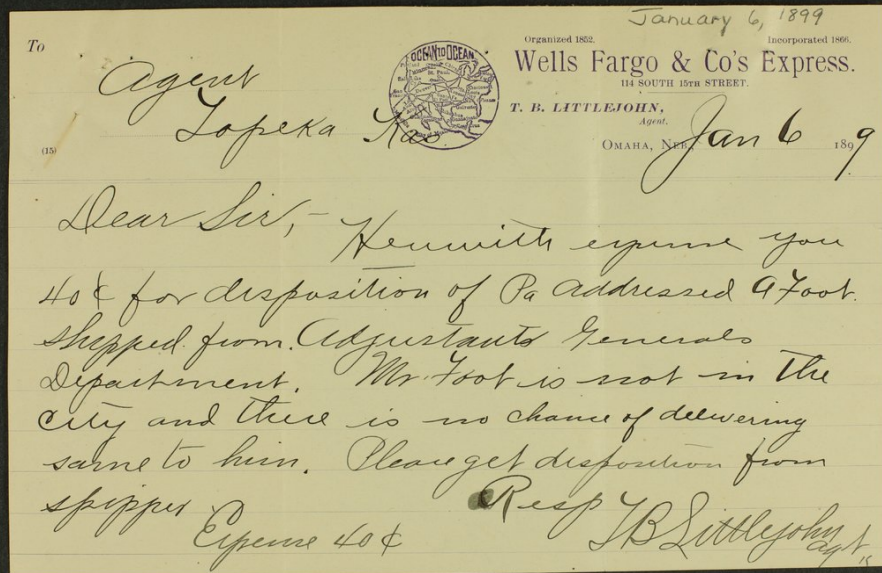 January 6, 1899
Organized 1852. Incorporated 1866.
To
OCEAN TO OCEAN
Wells Fargo & Co's Express.
114 SOUTH 15TH STREET.
T. B. LITTLEJOHN,
Agent.
Agent
Topeka Kas
(15)
OMAHA, NEB. Jan 6 1899
Dear Sir,- Herewith expense you
40¢ for disposition of Pa addressed A Foot.
shipped from Adjustants Generals
Department. Mr. Foot is not in the
city and there is no chance of delivering
same to him. Please get disposition from
shipper
Resp T B Littlejohn
Agt
Expense 40¢